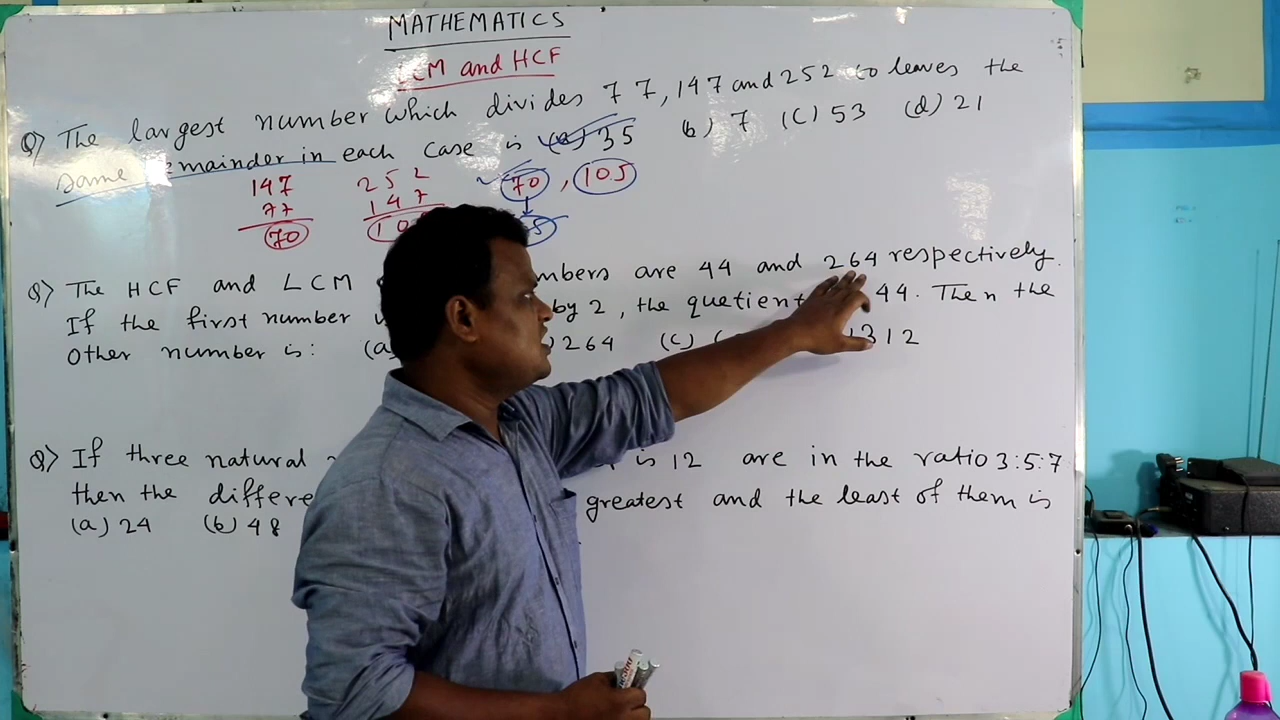 MATHEMATICS
LCM and HCF
Q) The largest number which divides 77, 147 and 252 to leaves the
same remainder in each case is (a) 35 (b) 7 (c) 53 (d) 21
147 252 70, 105
77 147
70
Q) The HCF and LCM numbers are 44 and 264 respectively.
If the first number by 2, the quetient 44. Then the
Other number is: (a) 264 (c) 1312
Q) If three natural is 12 are in the ratio 3:5:7
then the greatest and the least of them is
(a) 24 (b) 48